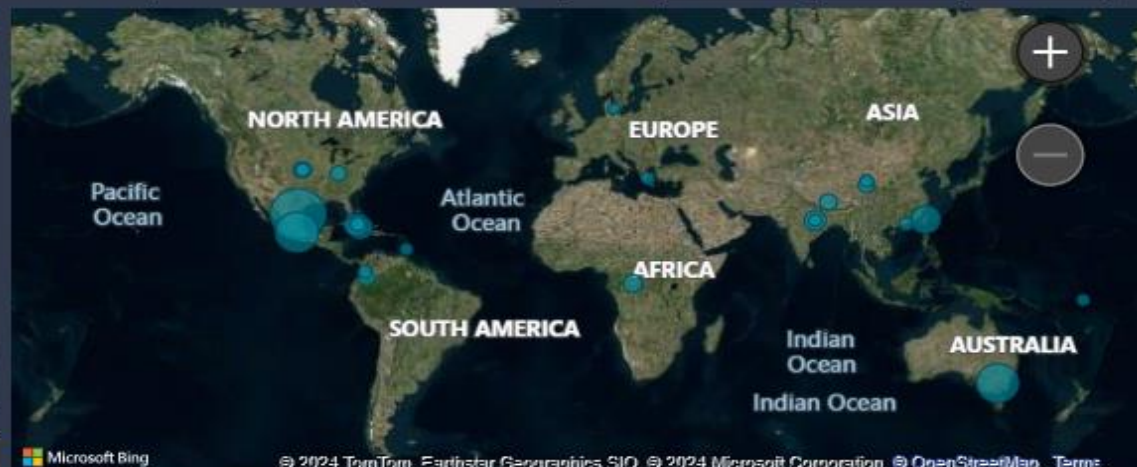 NORTH AMERICA
EUROPE
ASIA
Pacific
Ocean
Atlantic
Ocean
AFRICA
SOUTH AMERICA
Indian
Ocean
AUSTRALIA
Indian Ocean
Microsoft Bing
© 2024 TomTom, Earthstar Geographics SIO, © 2024 Microsoft Corporation, © OpenStreetMap, Terms